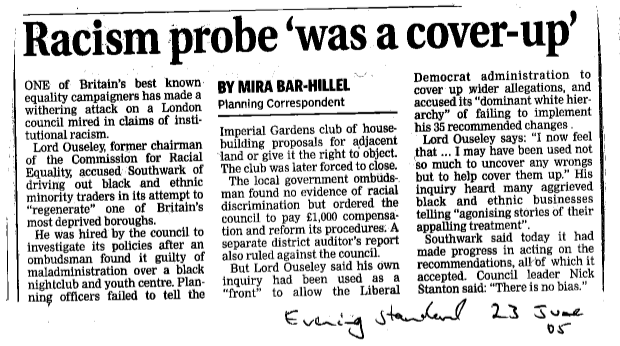 Racism probe ‘was a cover-up’
ONE of Britain’s best known
equality campaigners has made a
withering attack on a London
council mired in claims of insti-
tutional racism.
Lord Ouseley, former chairman
of the Commission for Racial
Equality, accused Southwark of
driving out black and ethnic
minority traders in its attempt to
“regenerate” one of Britain’s
most deprived boroughs.
He was hired by the council to
investigate its policies after an
ombudsman found it guilty of
maladministration over a black
nightclub and youth centre. Plan-
ning officers failed to tell the
BY MIRA BAR-HILLEL
Planning Correspondent
Imperial Gardens club of house-
building proposals for adjacent
land or give it the right to object.
The club was later forced to close.
The local government ombuds-
man found no evidence of racial
discrimination but ordered the
council to pay £1,000 compensa-
tion and reform its procedures. A
separate district auditor’s report
also ruled against the council.
But Lord Ouseley said his own
inquiry had been used as a
“front” to allow the Liberal
Democrat administration to
cover up wider allegations, and
accused its “dominant white hier-
archy” of failing to implement
his 35 recommended changes.
Lord Ouseley says: “I now feel
that ... I may have been used not
so much to uncover any wrongs
but to help cover them up.” His
inquiry heard many aggrieved
black and ethnic businesses
telling “agonising stories of their
appalling treatment”.
Southwark said today it had
made progress in acting on the
recommendations, all of which it
accepted. Council leader Nick
Stanton said: “There is no bias.”
Evening Standard 23 June
05